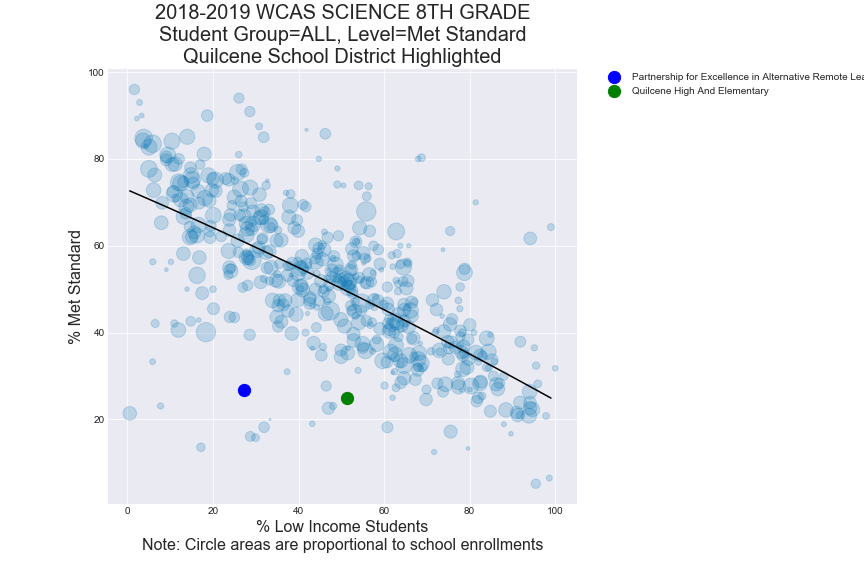 2018-2019 WCAS SCIENCE 8TH GRADE
Student Group=ALL, Level=Met Standard
Quilcene School District Highlighted
Partnership for Excellence in Alternative Remote Lea
Quilcene High And Elementary
100
80
60
40
20
% Met Standard
0 20 40 60 80 100
% Low Income Students
Note: Circle areas are proportional to school enrollments